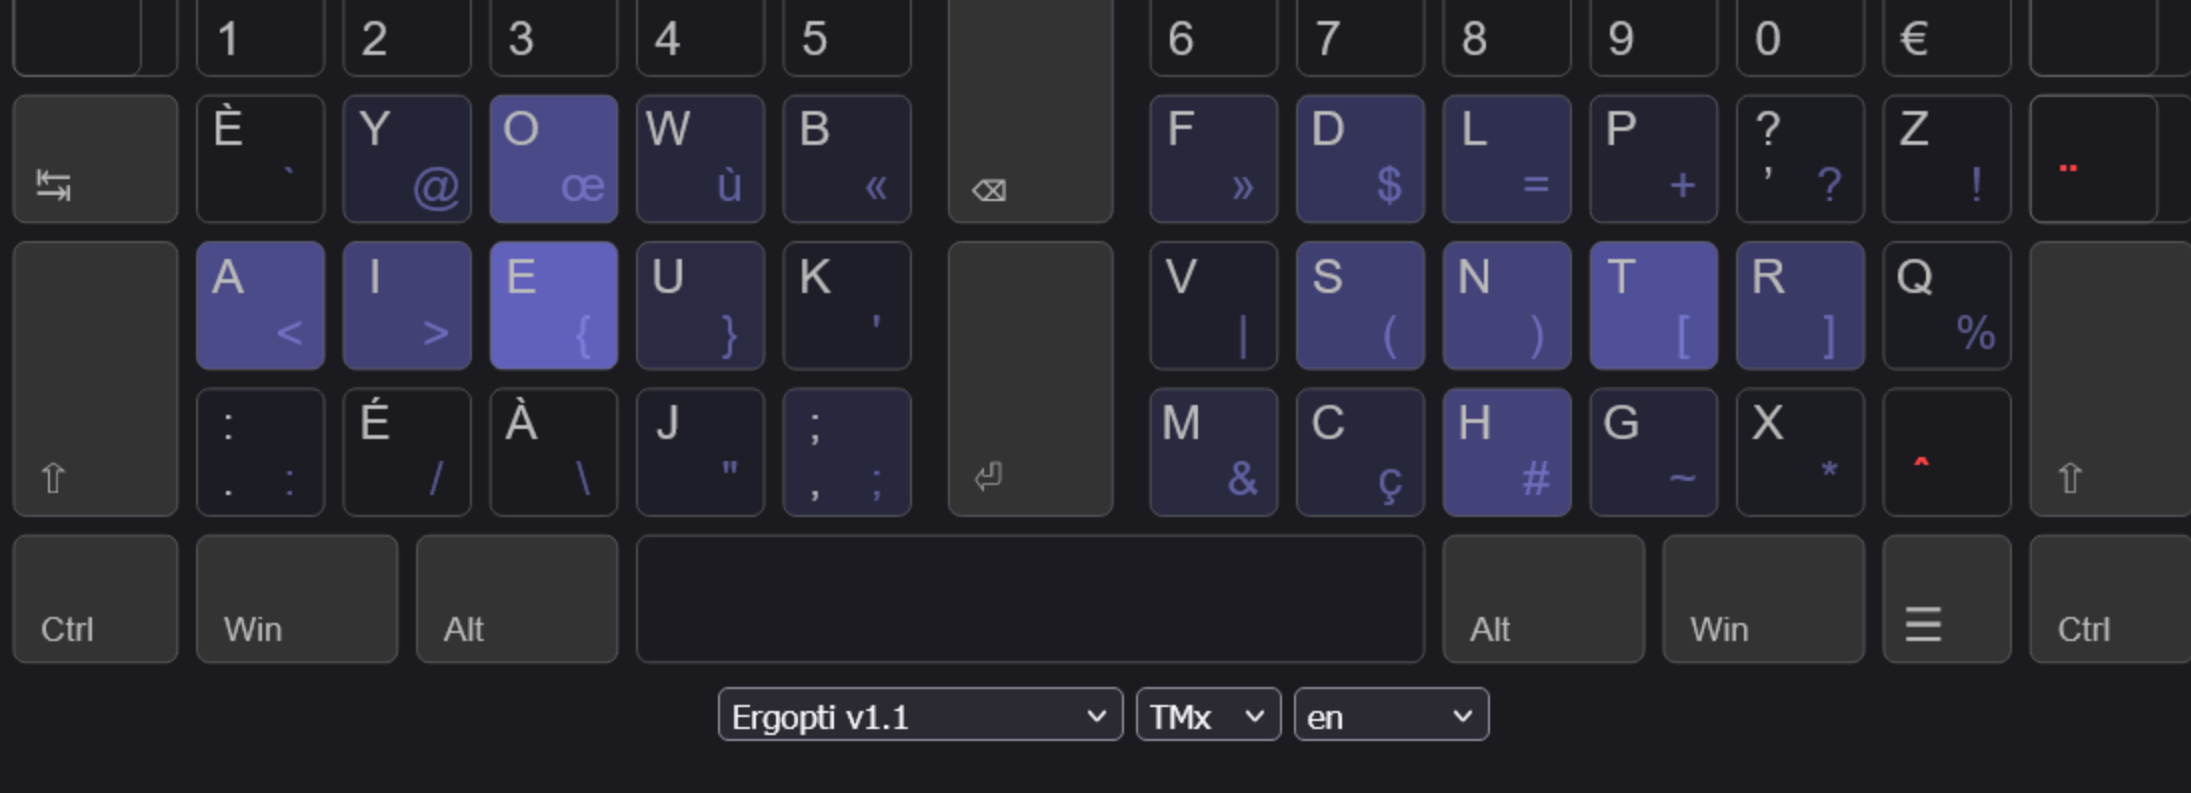 1 2 3 4 5 ⌫ 6 7 8 9 0 €
↹ È ` Y @ O œ W ù B « F » D $ L = P + ? ’ ? Z ! ¨
⇧ A < I > E { U } K ' ⏎ V | S ( N ) T [ R ] Q %
: . : É / À \ J " ; , ; M & C ç H # G ~ X * ^ ⇧
Ctrl Win Alt Alt Win ☰ Ctrl
Ergopti v1.1 TMx en